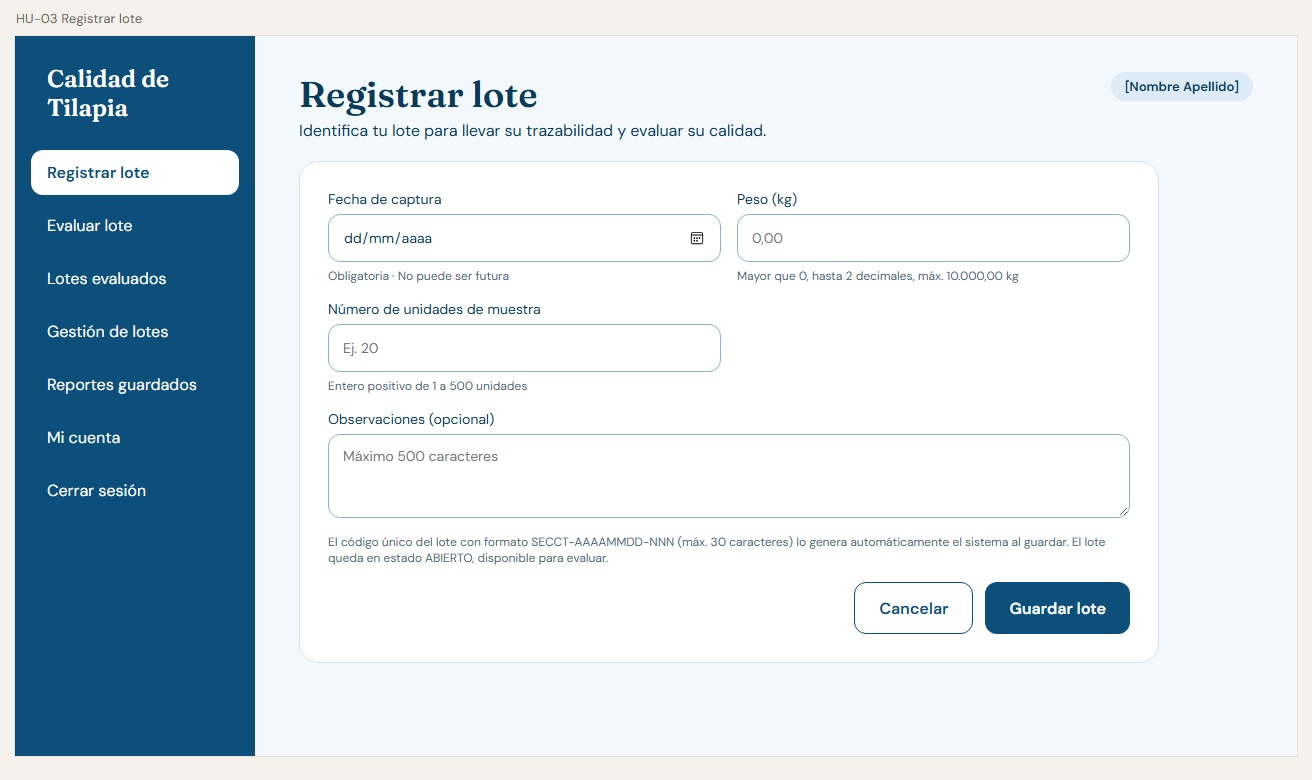 HU-03 Registrar lote
Calidad de
Tilapia
Registrar lote
Evaluar lote
Lotes evaluados
Gestión de lotes
Reportes guardados
Mi cuenta
Cerrar sesión
Registrar lote
[Nombre Apellido]
Identifica tu lote para llevar su trazabilidad y evaluar su calidad.
Fecha de captura
dd/mm/aaaa
Obligatoria · No puede ser futura
Peso (kg)
0,00
Mayor que 0, hasta 2 decimales, máx. 10.000,00 kg
Número de unidades de muestra
Ej. 20
Entero positivo de 1 a 500 unidades
Observaciones (opcional)
Máximo 500 caracteres
El código único del lote con formato SECCT-AAAAMMDD-NNN (máx. 30 caracteres) lo genera automáticamente el sistema al guardar. El lote
queda en estado ABIERTO, disponible para evaluar.
Cancelar
Guardar lote